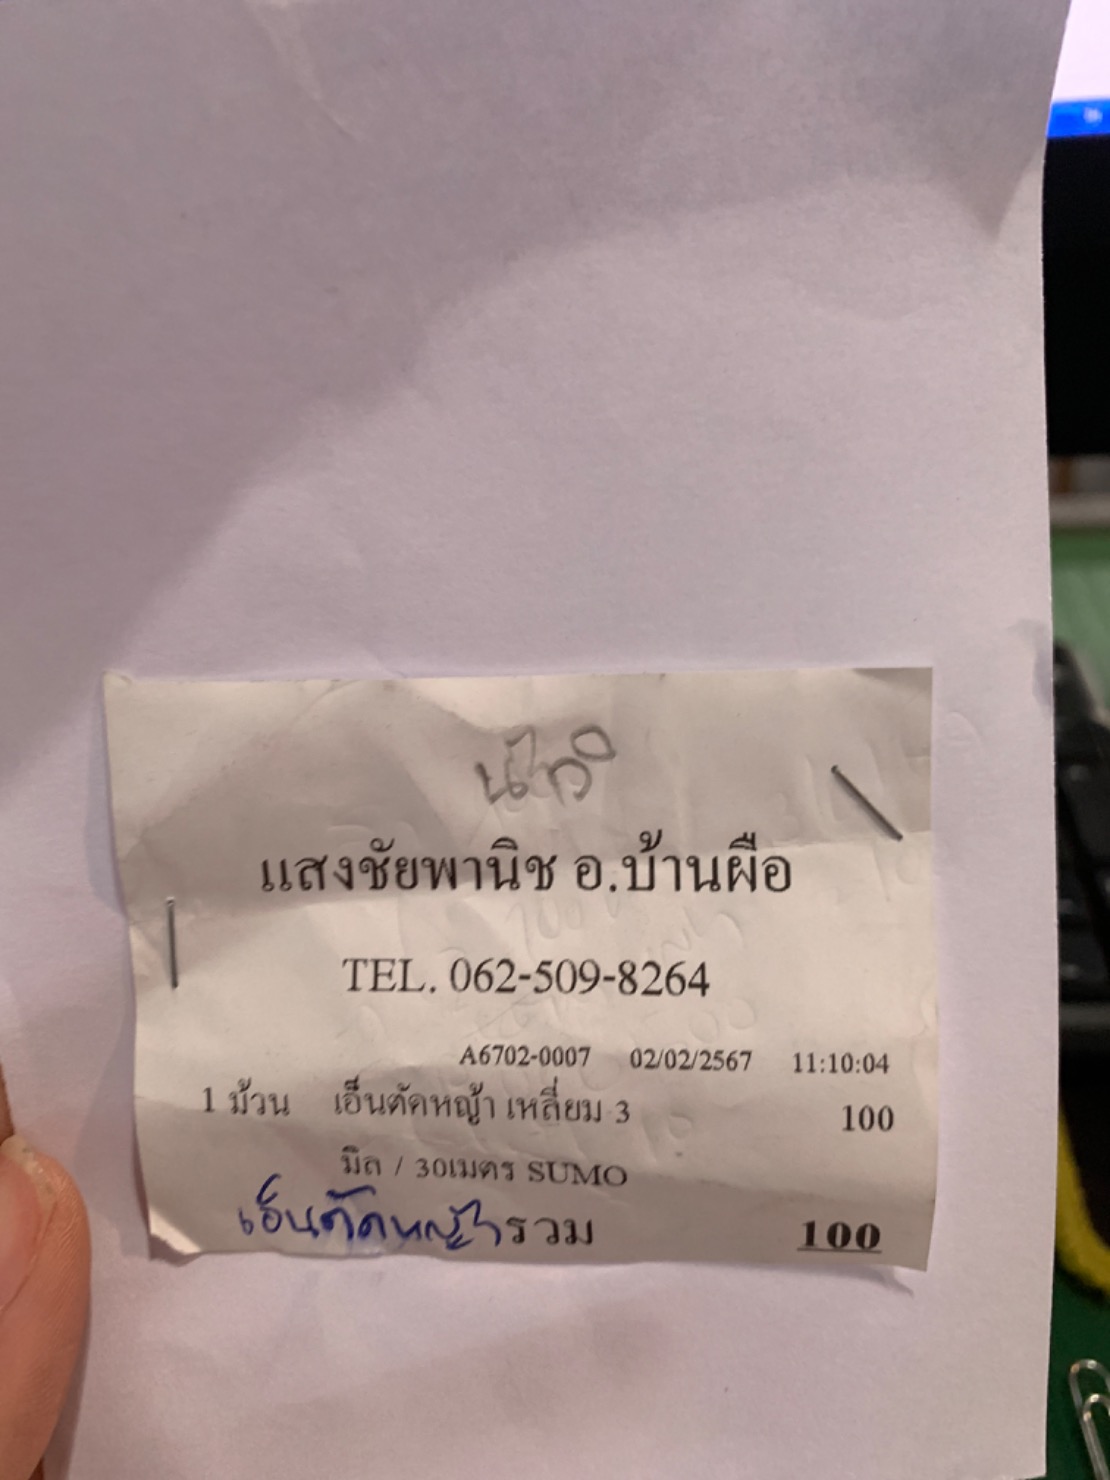 แสงชัยพานิช อ.บ้านผือ
TEL. 062-509-8264
A6702-0007 02/02/2567 11:10:04
1 ม้วน เอ็นตัดหญ้า เหลี่ยม 3 100
มิล / 30เมตร SUMO
เอ็นตัดหญ้า รวม 100